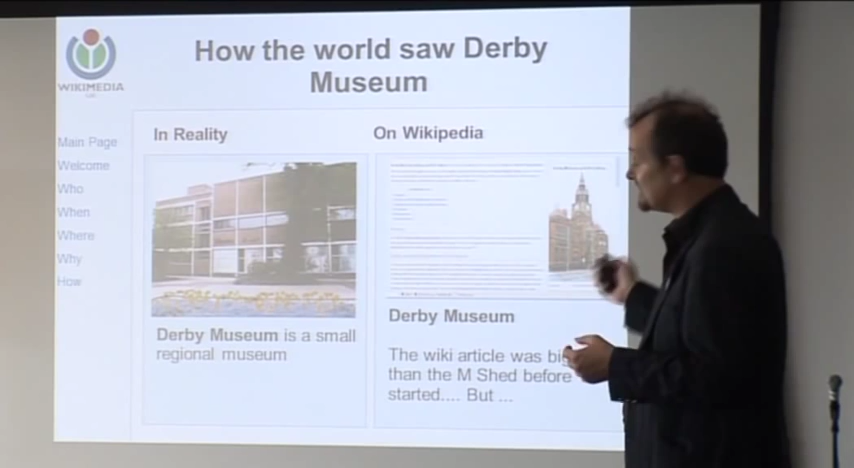 How the world saw Derby
Museum
WIKIMEDIA
Main Page
Welcome
Who
When
Where
Why
How
In Reality
Derby Museum is a small
regional museum
On Wikipedia
Derby Museum
The wiki article was
than the M Shed before
started.... But ...